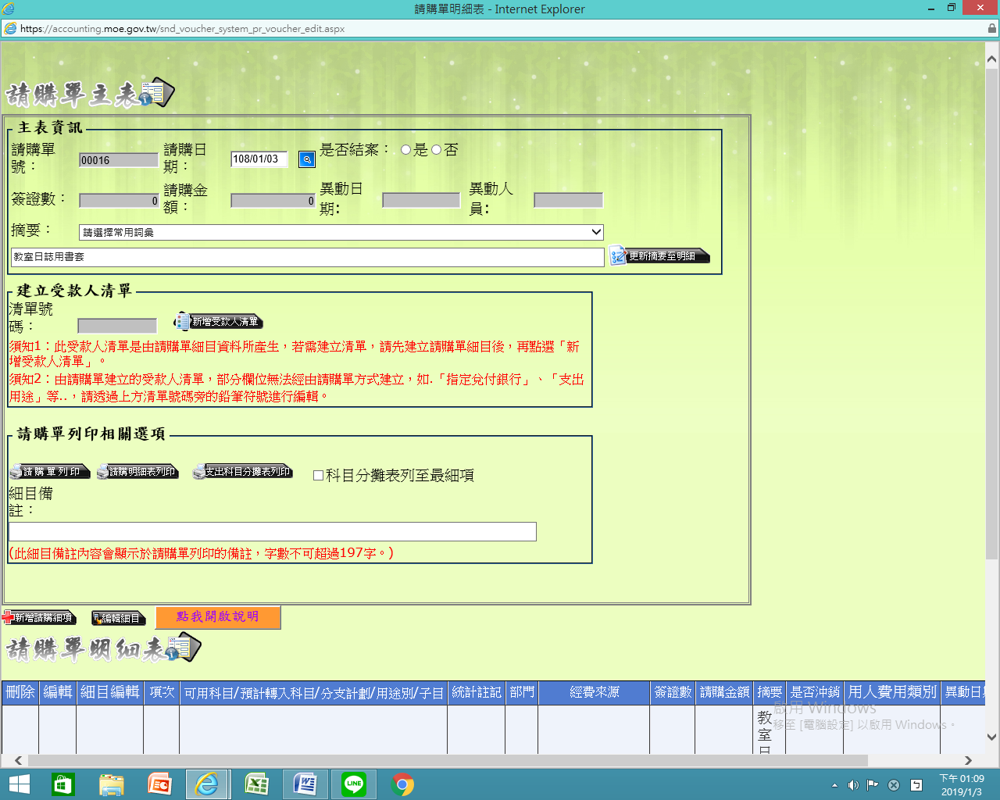 請購單明細表 - Internet Explorer
https://accounting.moe.gov.tw/snd_voucher_system_pr_voucher_edit.aspx
請購單主表
主表資訊
請購單號： 00016 請購日期： 108/01/03 是否結案： 是 否
簽證數： 0 請購金額： 0 異動日期: 異動人員:
摘要： 請選擇常用詞彙
教室日誌用書套 更新摘要至明細
建立受款人清單
清單號碼： 新增受款人清單
須知1：此受款人清單是由請購單細目資料所產生，若需建立清單，請先建立請購單細目後，再點選「新
增受款人清單」。
須知2：由請購單建立的受款人清單，部分欄位無法經由請購單方式建立，如.「指定兌付銀行」、「支出
用途」等..，請透過上方清單號碼旁的鉛筆符號進行編輯。
請購單列印相關選項
請購單列印 請購明細表列印 支出科目分攤表列印 科目分攤表列至最細項
細目備
註：
(此細目備註內容會顯示於請購單列印的備註，字數不可超過197字。)
新增請購細項 編輯細目 點我開啟說明
請購單明細表
刪除 編輯 細目編輯 項次 可用科目/預計轉入科目/分支計劃/用途別/子目 統計註記 部門 經費來源 簽證數 請購金額 摘要 是否沖銷 用人費用類別 異動日
教
室
日
啟用 Windows
移至 [電腦設定] 以啟用 Windows。
LINE
下午 01:09
2019/1/3